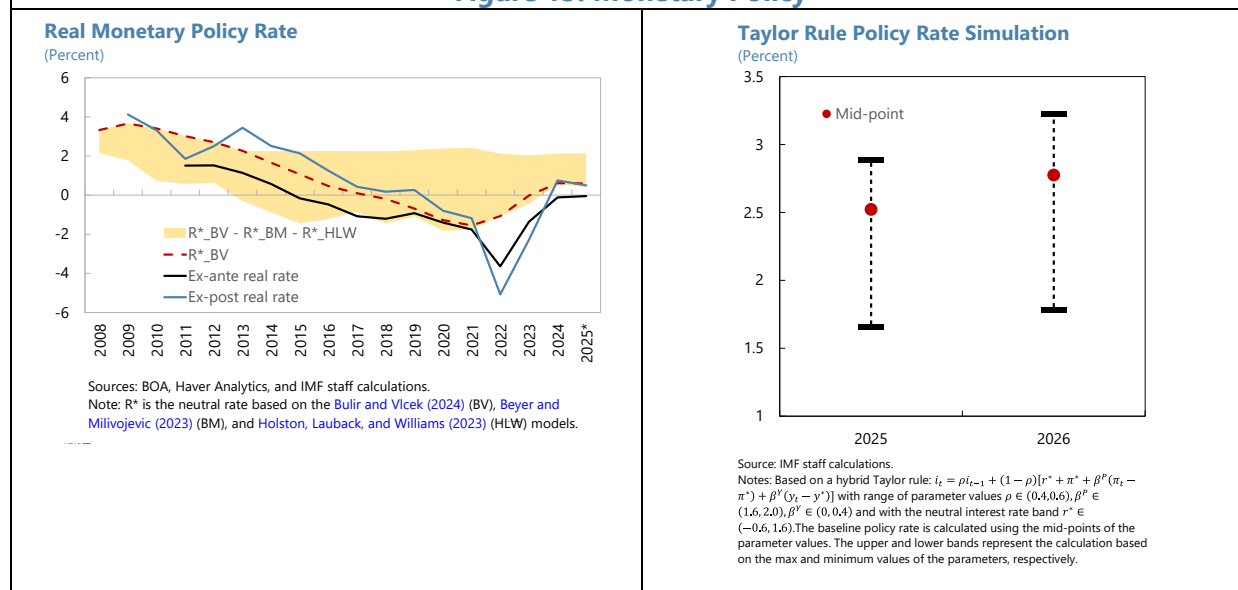 Real Monetary Policy Rate
(Percent)
6
4
2
0
-2
-4
-6
R*_BV - R*_BM - R*_HLW
R*_BV
Ex-ante real rate
Ex-post real rate
2008
2009
2010
2011
2012
2013
2014
2015
2016
2017
2018
2019
2020
2021
2022
2023
2024
2025*
Sources: BOA, Haver Analytics, and IMF staff calculations.
Note: R* is the neutral rate based on the Bulir and Vlcek (2024) (BV), Beyer and
Milivojevic (2023) (BM), and Holston, Lauback, and Williams (2023) (HLW) models.
Taylor Rule Policy Rate Simulation
(Percent)
3.5
3
2.5
2
1.5
1
Mid-point
2025
2026
Source: IMF staff calculations.
Notes: Based on a hybrid Taylor rule: 𝑖ₜ = 𝜌𝑖ₜ₋₁ + (1 − 𝜌)[𝑟* + 𝜋* + 𝛽ᴾ(𝜋ₜ −
𝜋*) + 𝛽ʸ(𝑦ₜ − 𝑦*)] with range of parameter values 𝜌 ∈ (0.4,0.6), 𝛽ᴾ ∈
(1.6, 2.0), 𝛽ʸ ∈ (0, 0.4) and with the neutral interest rate band 𝑟* ∈
(−0.6, 1.6).The baseline policy rate is calculated using the mid-points of the
parameter values. The upper and lower bands represent the calculation based
on the max and minimum values of the parameters, respectively.